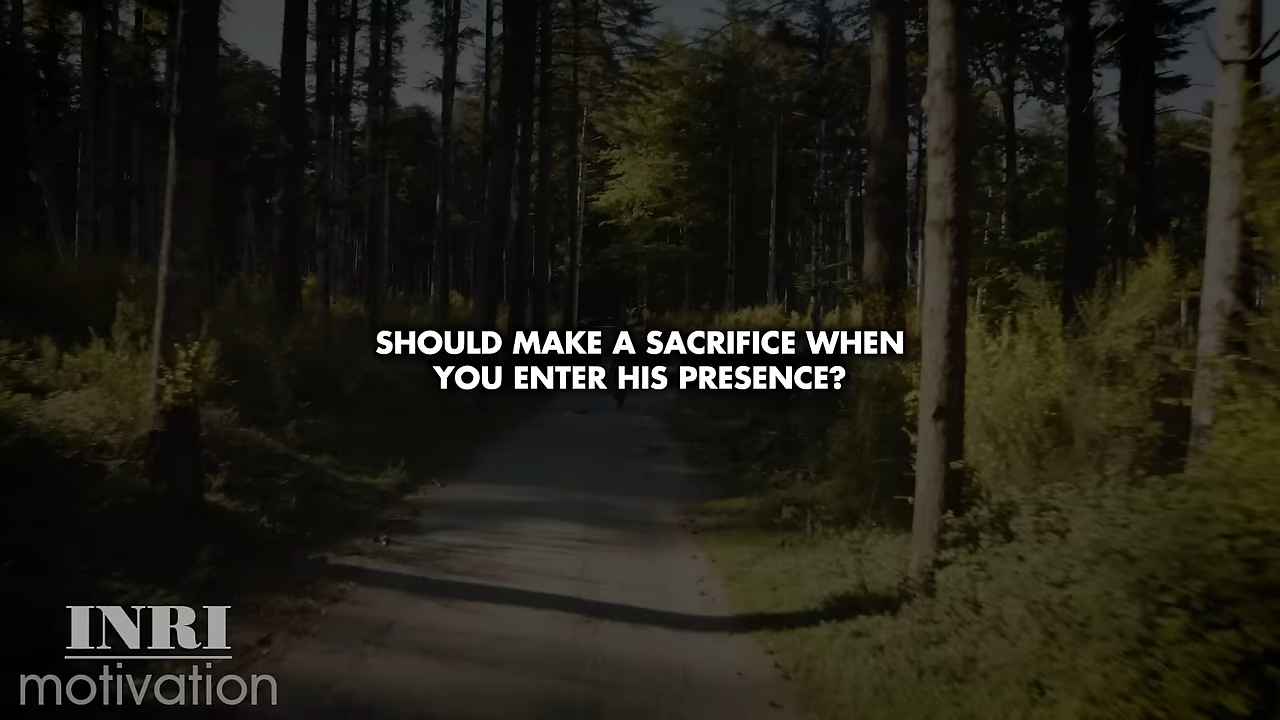 SHOULD MAKE A SACRIFICE WHEN
YOU ENTER HIS PRESENCE?
INRI
motivation